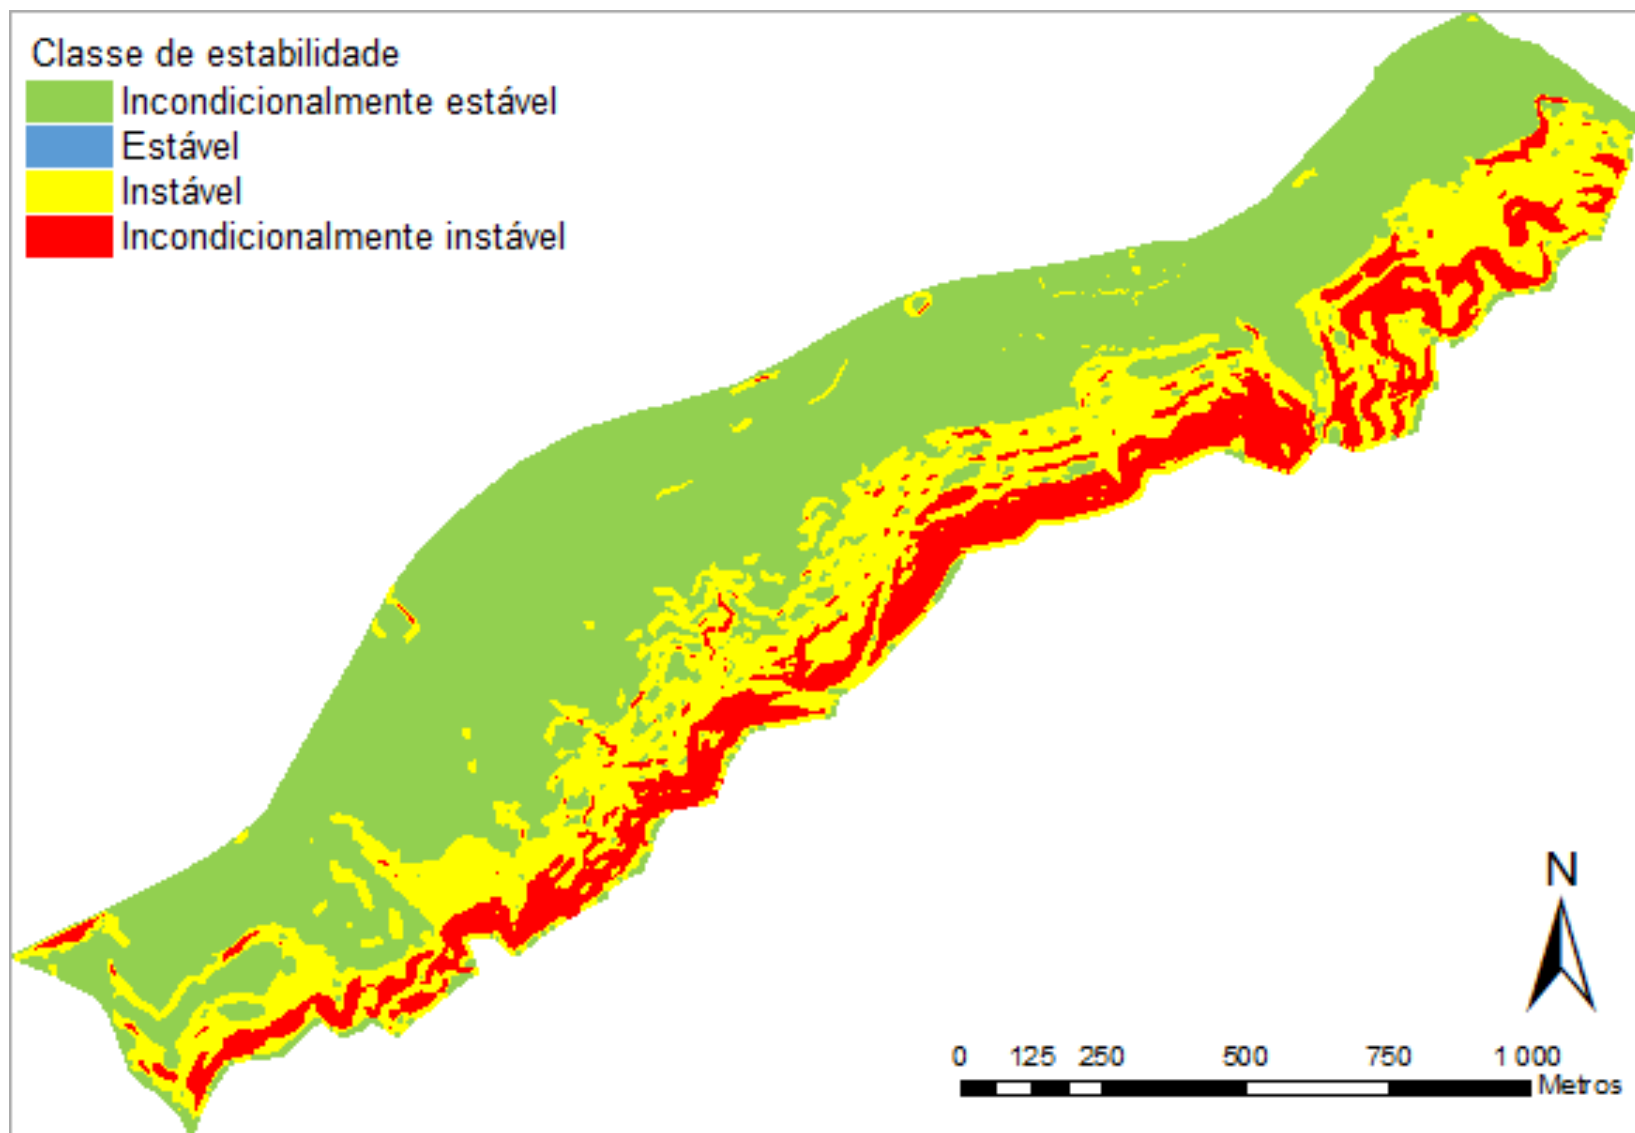 Classe de estabilidade
Incondicionalmente estável
Estável
Instável
Incondicionalmente instável
N
0 125 250 500 750 1 000
Metros